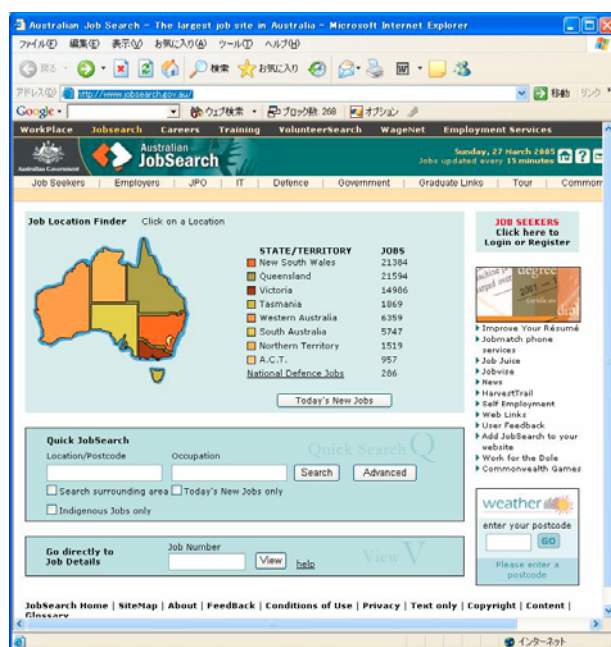 Australian Job Search - The largest job site in Australia - Microsoft Internet Explorer
ファイル(F) 編集(E) 表示(V) お気に入り(A) ツール(T) ヘルプ(H)
戻る 検索 お気に入り
アドレス(D) http://www.jobsearch.gov.au/ 移動 リンク
Google ウェブ検索 ブロック数: 268 オプション
WorkPlace Jobsearch Careers Training VolunteerSearch WageNet Employment Services
Australian Government
Australian
JobSearch
Sunday, 27 March 2005
Jobs updated every 15 minutes
Job Seekers | Employers | JPO | IT | Defence | Government | Graduate Links | Tour | Common
Job Location Finder Click on a Location
STATE/TERRITORY JOBS
New South Wales 21384
Queensland 21594
Victoria 14986
Tasmania 1869
Western Australia 6359
South Australia 5747
Northern Territory 1519
A.C.T. 957
National Defence Jobs 286
Today's New Jobs
JOB SEEKERS
Click here to
Login or Register
degree
2001
Improve Your Résumé
Jobmatch phone
services
Job Juice
Jobwise
News
HarvestTrail
Self Employment
Web Links
User Feedback
Add JobSearch to your
website
Work for the Dole
Commonwealth Games
Quick JobSearch
Quick Search Q
Location/Postcode Occupation
Search Advanced
Search surrounding area Today's New Jobs only
Indigenous Jobs only
weather
enter your postcode
GO
Please enter a
postcode
Go directly to
Job Details
Job Number
View help
View V
JobSearch Home | SiteMap | About | FeedBack | Conditions of Use | Privacy | Text only | Copyright | Content |
Glossary
インターネット